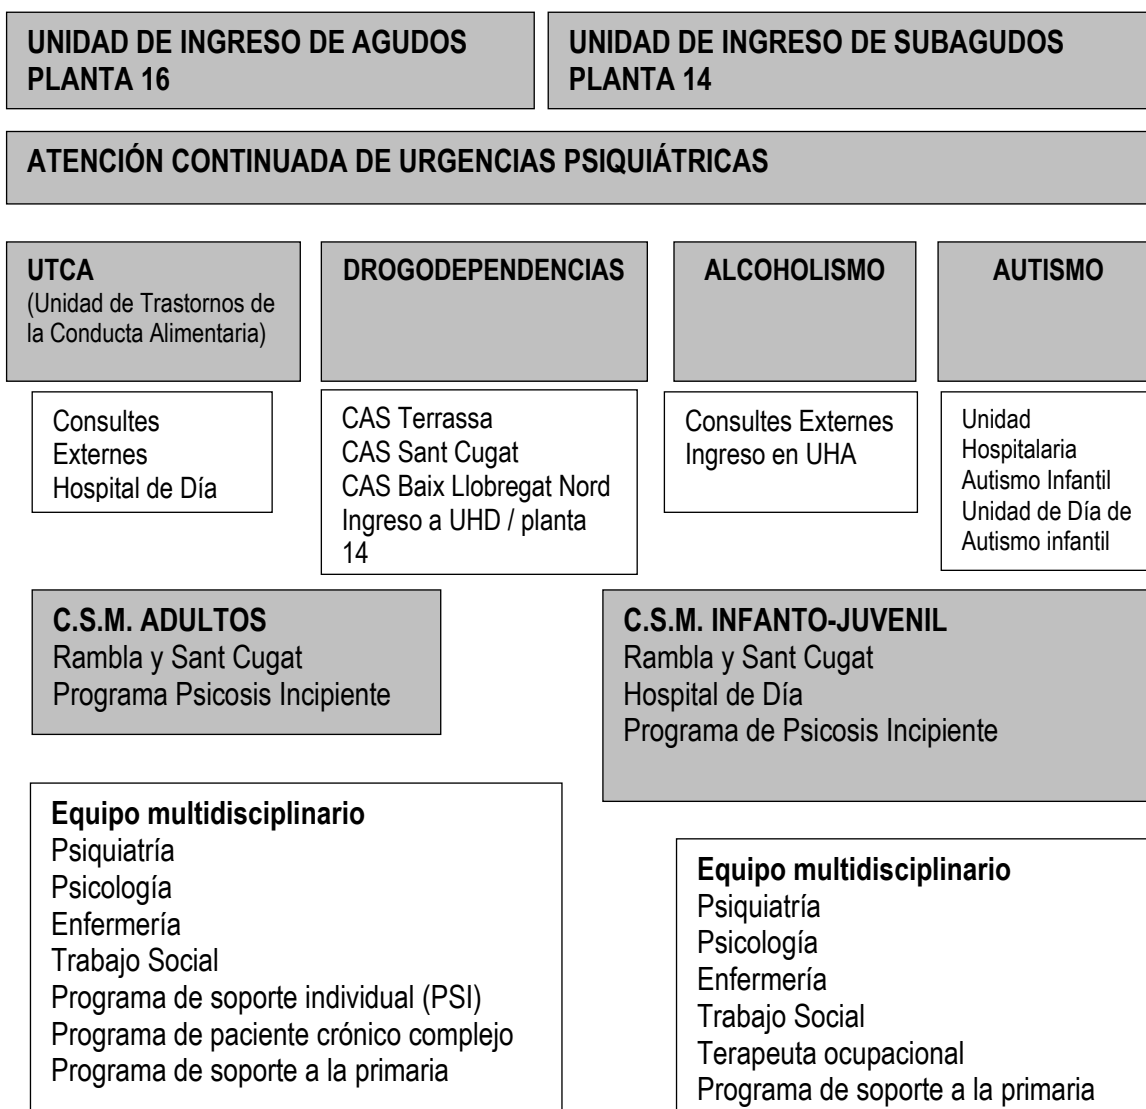 UNIDAD DE INGRESO DE AGUDOS
PLANTA 16
UNIDAD DE INGRESO DE SUBAGUDOS
PLANTA 14
ATENCIÓN CONTINUADA DE URGENCIAS PSIQUIÁTRICAS
UTCA
(Unidad de Trastornos de
la Conducta Alimentaria)
DROGODEPENDENCIAS
ALCOHOLISMO
AUTISMO
Consultes
Externes
Hospital de Día
CAS Terrassa
CAS Sant Cugat
CAS Baix Llobregat Nord
Ingreso a UHD / planta
14
Consultes Externes
Ingreso en UHA
Unidad
Hospitalaria
Autismo Infantil
Unidad de Día de
Autismo infantil
C.S.M. ADULTOS
Rambla y Sant Cugat
Programa Psicosis Incipiente
C.S.M. INFANTO-JUVENIL
Rambla y Sant Cugat
Hospital de Día
Programa de Psicosis Incipiente
Equipo multidisciplinario
Psiquiatría
Psicología
Enfermería
Trabajo Social
Programa de soporte individual (PSI)
Programa de paciente crónico complejo
Programa de soporte a la primaria
Equipo multidisciplinario
Psiquiatría
Psicología
Enfermería
Trabajo Social
Terapeuta ocupacional
Programa de soporte a la primaria